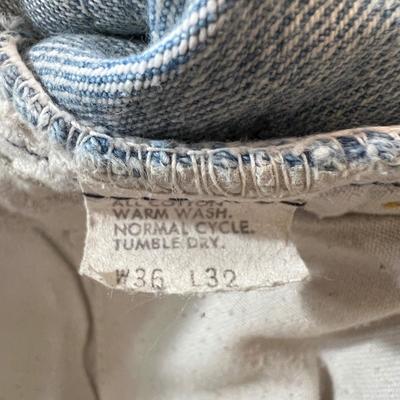 ALL COTTON
WARM WASH.
NORMAL CYCLE.
TUMBLE DRY.
W36 L32